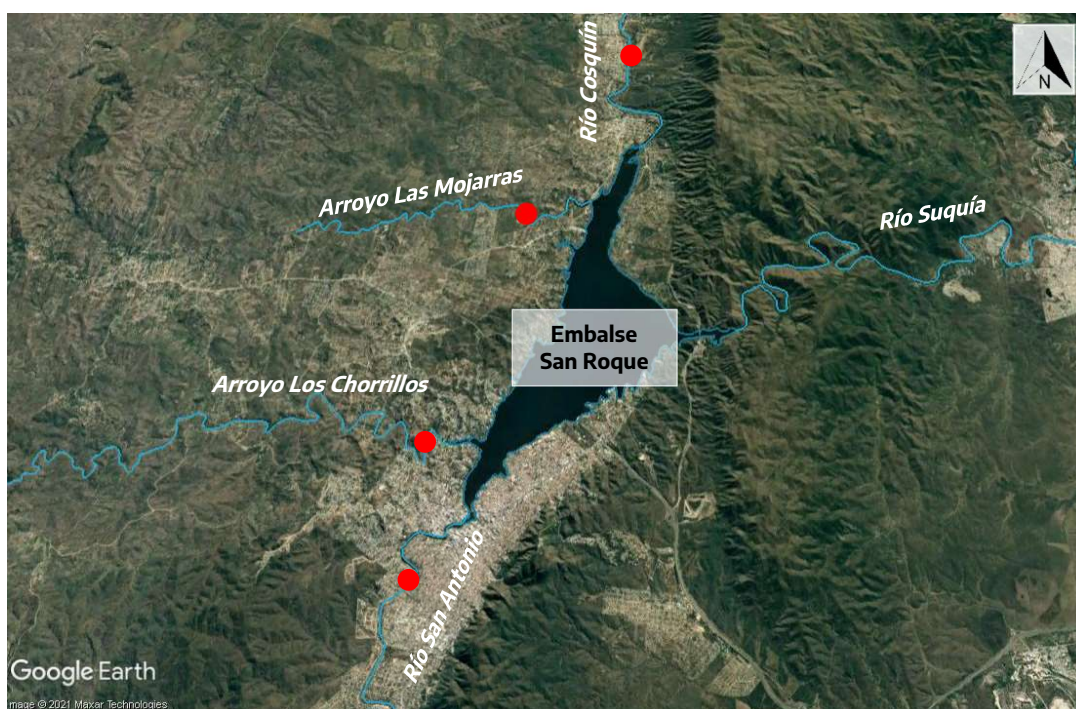 Río Cosquín
N
Arroyo Las Mojarras
Río Suquía
Embalse
San Roque
Arroyo Los Chorrillos
Río San Antonio
Google Earth
mage © 2021 Maxar Technologies